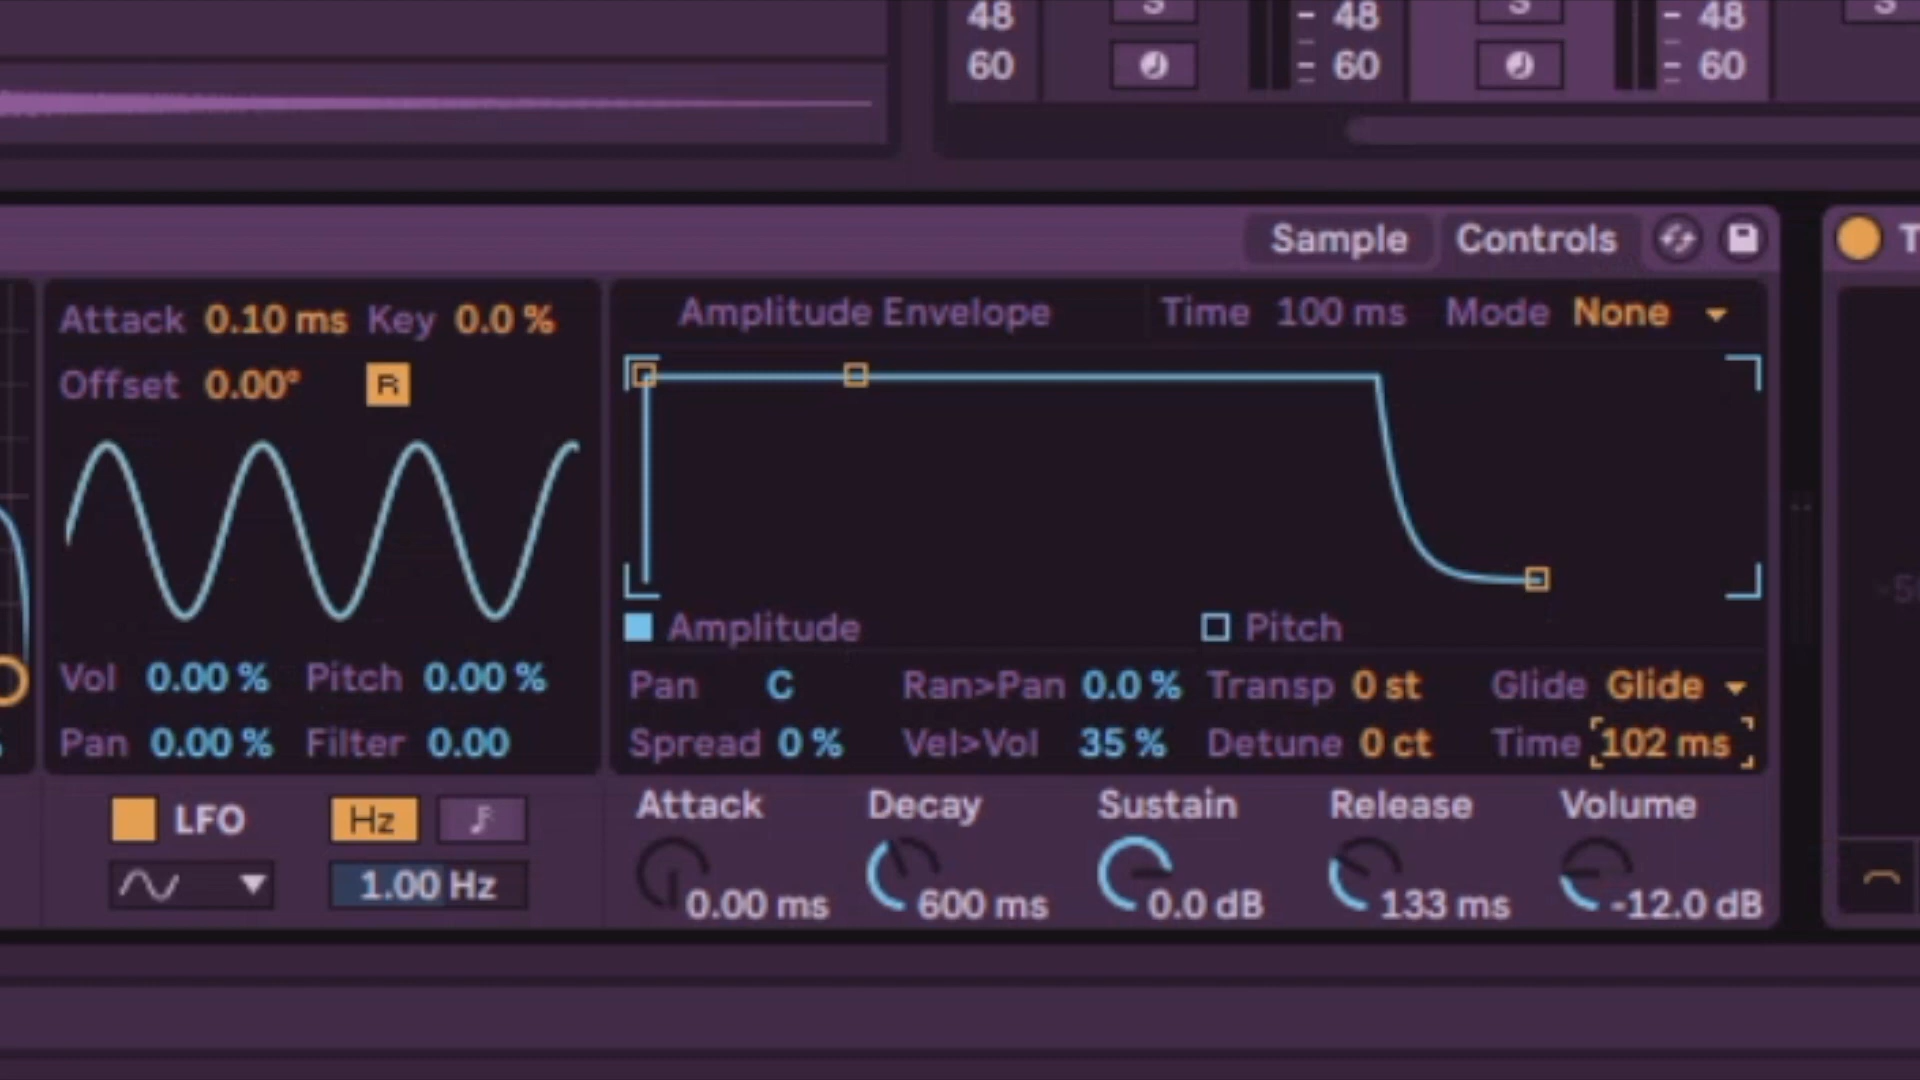 48 S 48 S 48 S
60 60 60
Sample Controls T
Attack 0.10 ms Key 0.0 %
Offset 0.00° R
Amplitude Envelope Time 100 ms Mode None
Amplitude Pitch
Vol 0.00 % Pitch 0.00 %
Pan 0.00 % Filter 0.00
Pan C Ran>Pan 0.0 % Transp 0 st Glide Glide
Spread 0 % Vel>Vol 35 % Detune 0 ct Time 102 ms
LFO Hz
1.00 Hz
Attack Decay Sustain Release Volume
0.00 ms 600 ms 0.0 dB 133 ms -12.0 dB